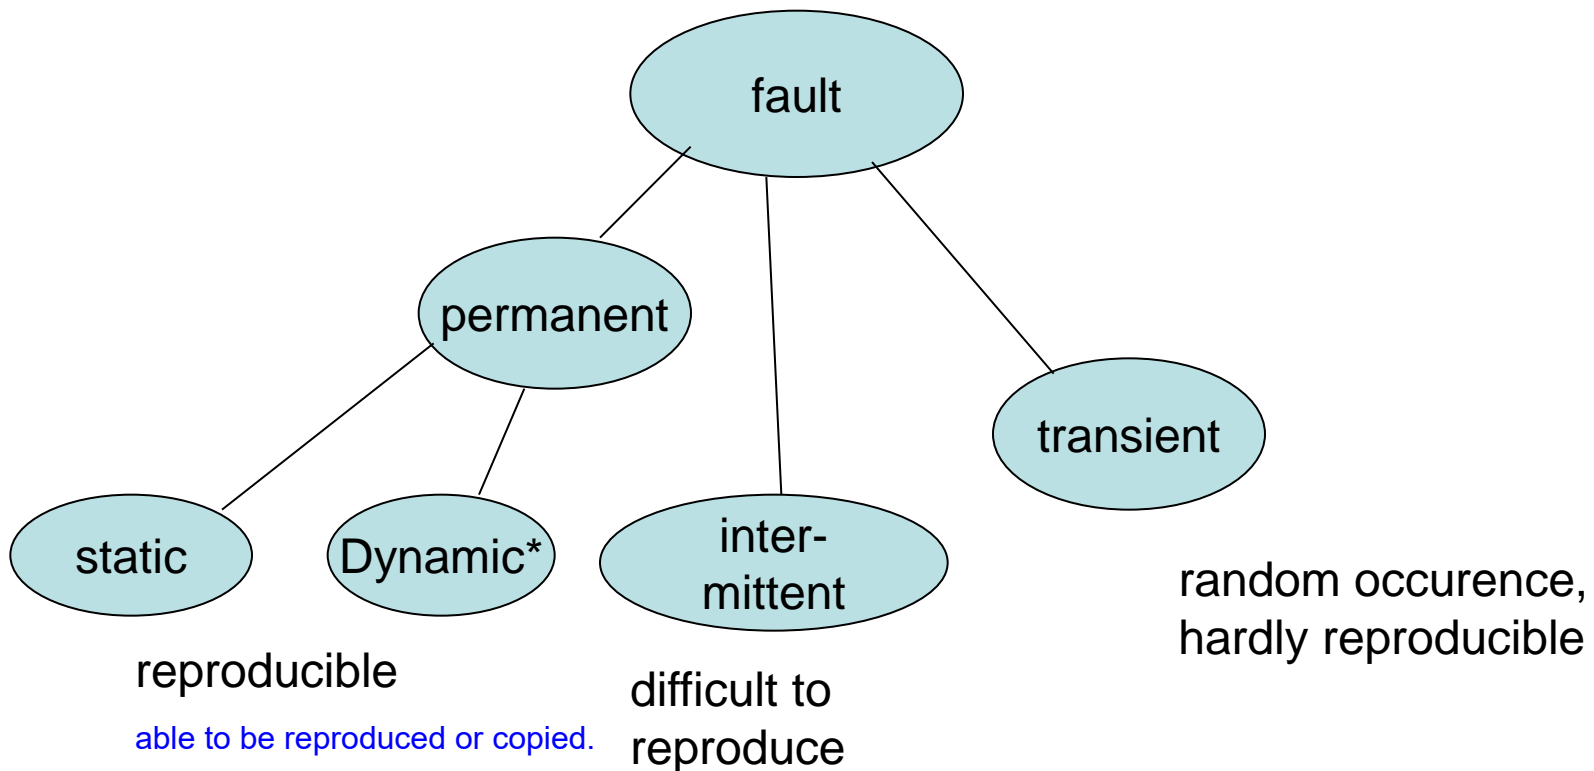 fault
permanent
transient
static
Dynamic*
inter-
mittent
random occurence,
hardly reproducible
reproducible
able to be reproduced or copied.
difficult to
reproduce